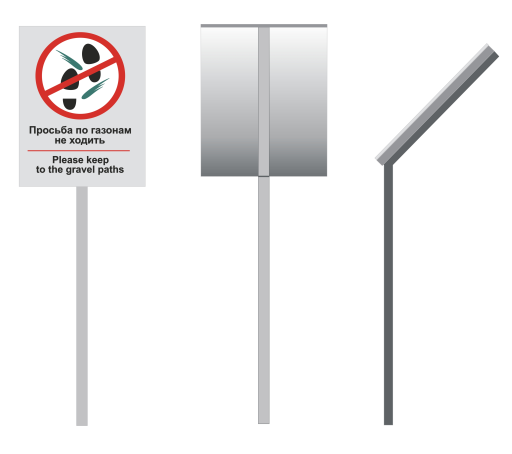 Просьба по газонам
не ходить
Please keep
to the gravel paths